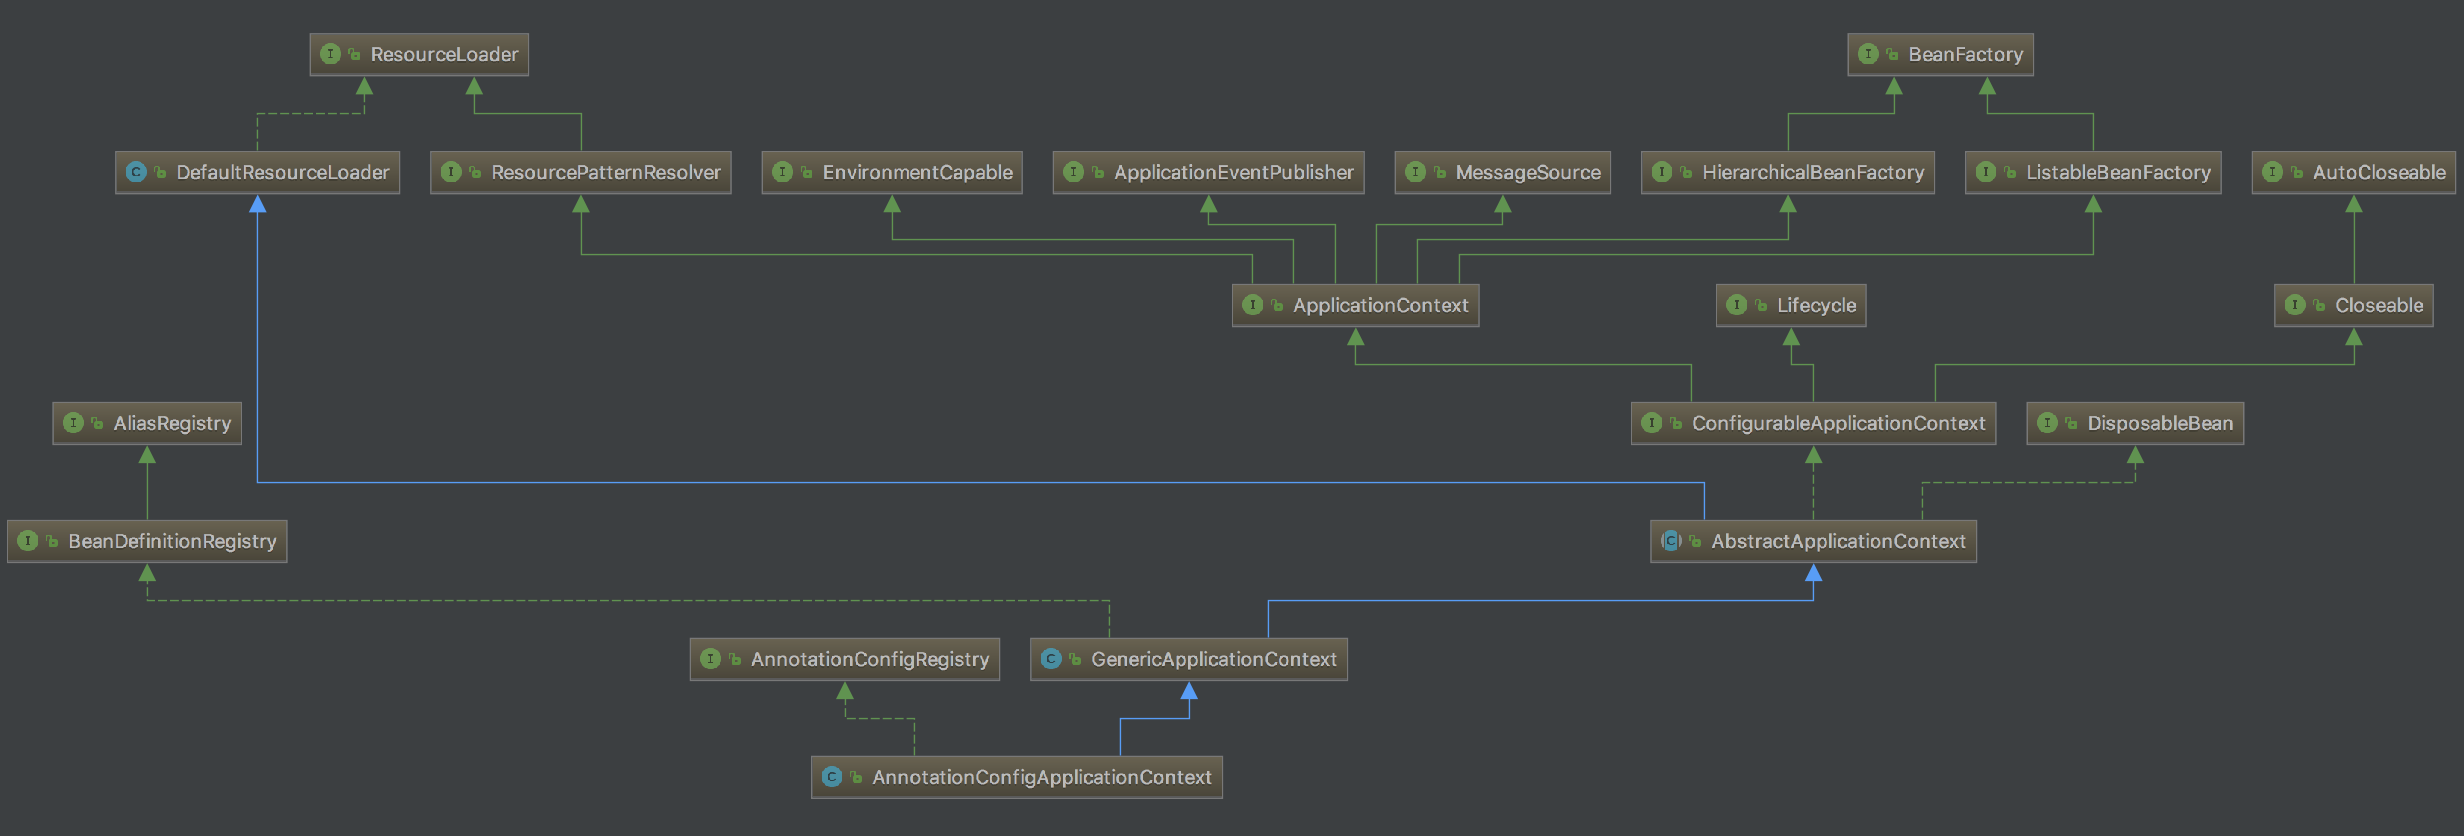 ResourceLoader
BeanFactory
DefaultResourceLoader
ResourcePatternResolver
EnvironmentCapable
ApplicationEventPublisher
MessageSource
HierarchicalBeanFactory
ListableBeanFactory
AutoCloseable
ApplicationContext
Lifecycle
Closeable
AliasRegistry
ConfigurableApplicationContext
DisposableBean
BeanDefinitionRegistry
AbstractApplicationContext
AnnotationConfigRegistry
GenericApplicationContext
AnnotationConfigApplicationContext